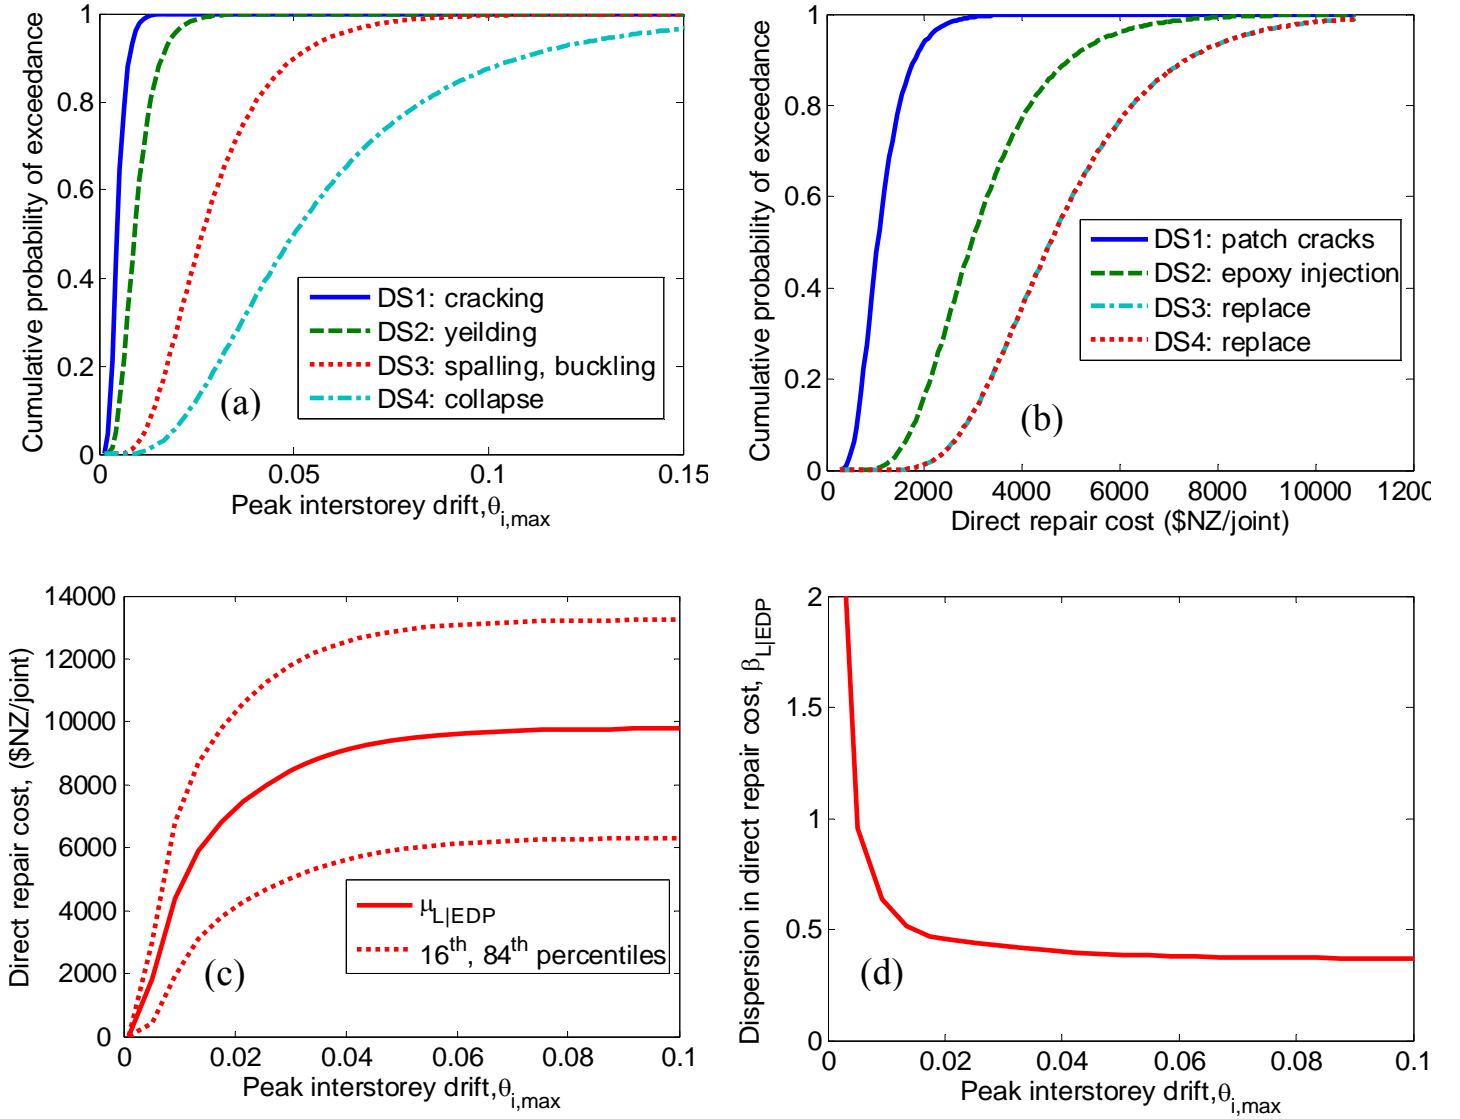 Cumulative probability of exceedance
1
0.8
0.6
0.4
0.2
0
0
0.05
0.1
0.15
Peak interstorey drift,θi,max
DS1: cracking
DS2: yeilding
DS3: spalling, buckling
DS4: collapse
(a)
Cumulative probability of exceedance
1
0.8
0.6
0.4
0.2
0
0
2000
4000
6000
8000
10000
1200
Direct repair cost ($NZ/joint)
DS1: patch cracks
DS2: epoxy injection
DS3: replace
DS4: replace
(b)
Direct repair cost, ($NZ/joint)
14000
12000
10000
8000
6000
4000
2000
0
0
0.02
0.04
0.06
0.08
0.1
Peak interstorey drift,θi,max
μL|EDP
16th, 84th percentiles
(c)
Dispersion in direct repair cost, βL|EDP
2
1.5
1
0.5
0
0
0.02
0.04
0.06
0.08
0.1
Peak interstorey drift,θi,max
(d)